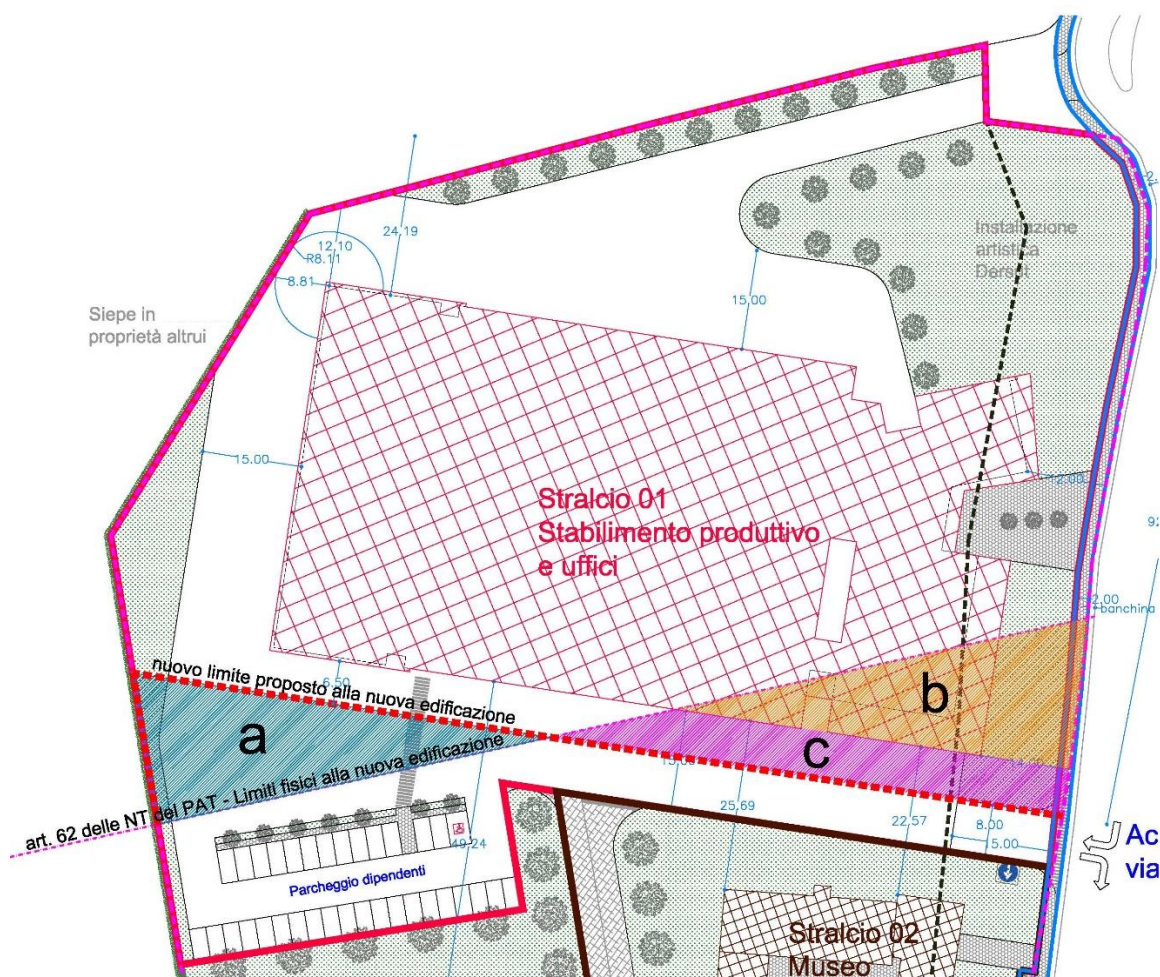 12,10
24,19
R8.11
8.81
Siepe in
proprietà altrui
Installazione
artistica
Dersut
15.00
15.00
Stralcio 01
Stabilimento produttivo
e uffici
2.00
92
2.00
banchina
nuovo limite proposto alla nuova edificazione
6.50
a
b
c
art. 62 delle NT del PAT - Limiti fisici alla nuova edificazione
15.00
25,69
22,57
8.00
15.00
49.24
Parcheggio dipendenti
Ac
via
Stralcio 02
Museo